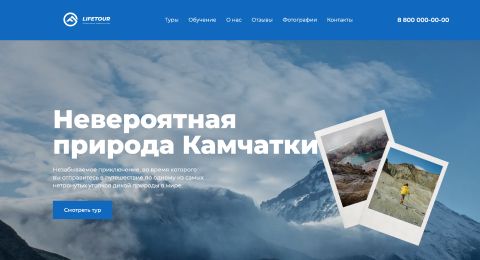 LIFETOUR
Туры
Обучение
О нас
Отзывы
Фотографии
Контакты
8 800 000-00-00
Невероятная
природа Камчатки
Незабываемое приключение, во время которого
вы отправитесь в путешествие по одному из самых
нетронутых уголков дикой природы в мире.
Смотреть тур